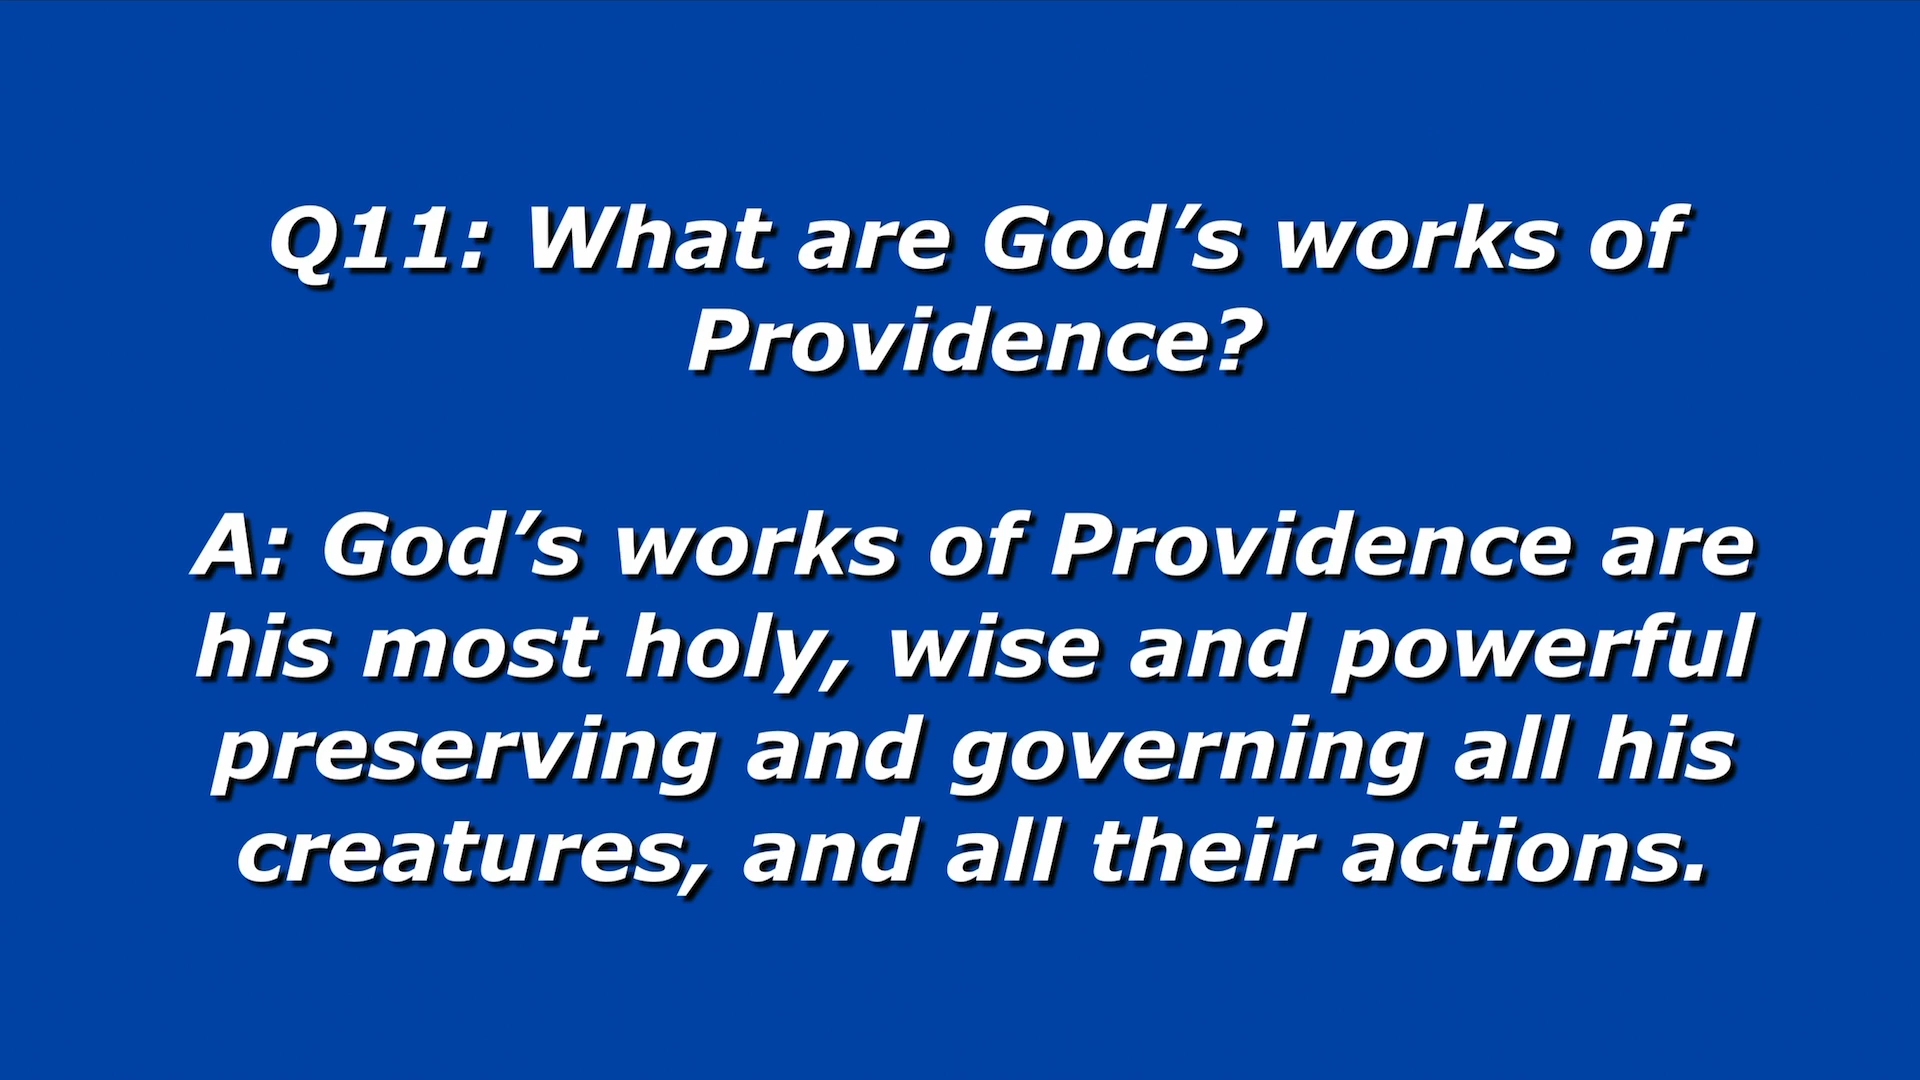 Q11: What are God’s works of
Providence?
A: God’s works of Providence are
his most holy, wise and powerful
preserving and governing all his
creatures, and all their actions.